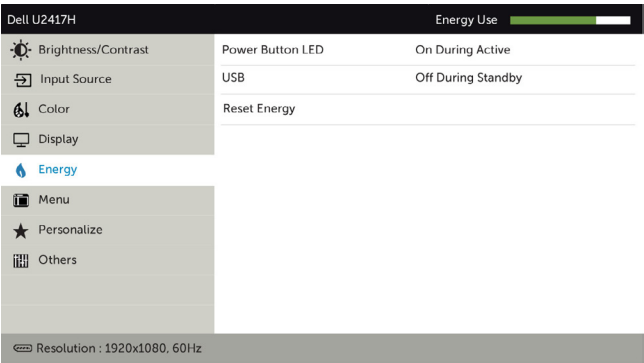 Dell U2417H Energy Use
Brightness/Contrast Power Button LED On During Active
Input Source USB Off During Standby
Color Reset Energy
Display
Energy
Menu
Personalize
Others
Resolution : 1920x1080, 60Hz